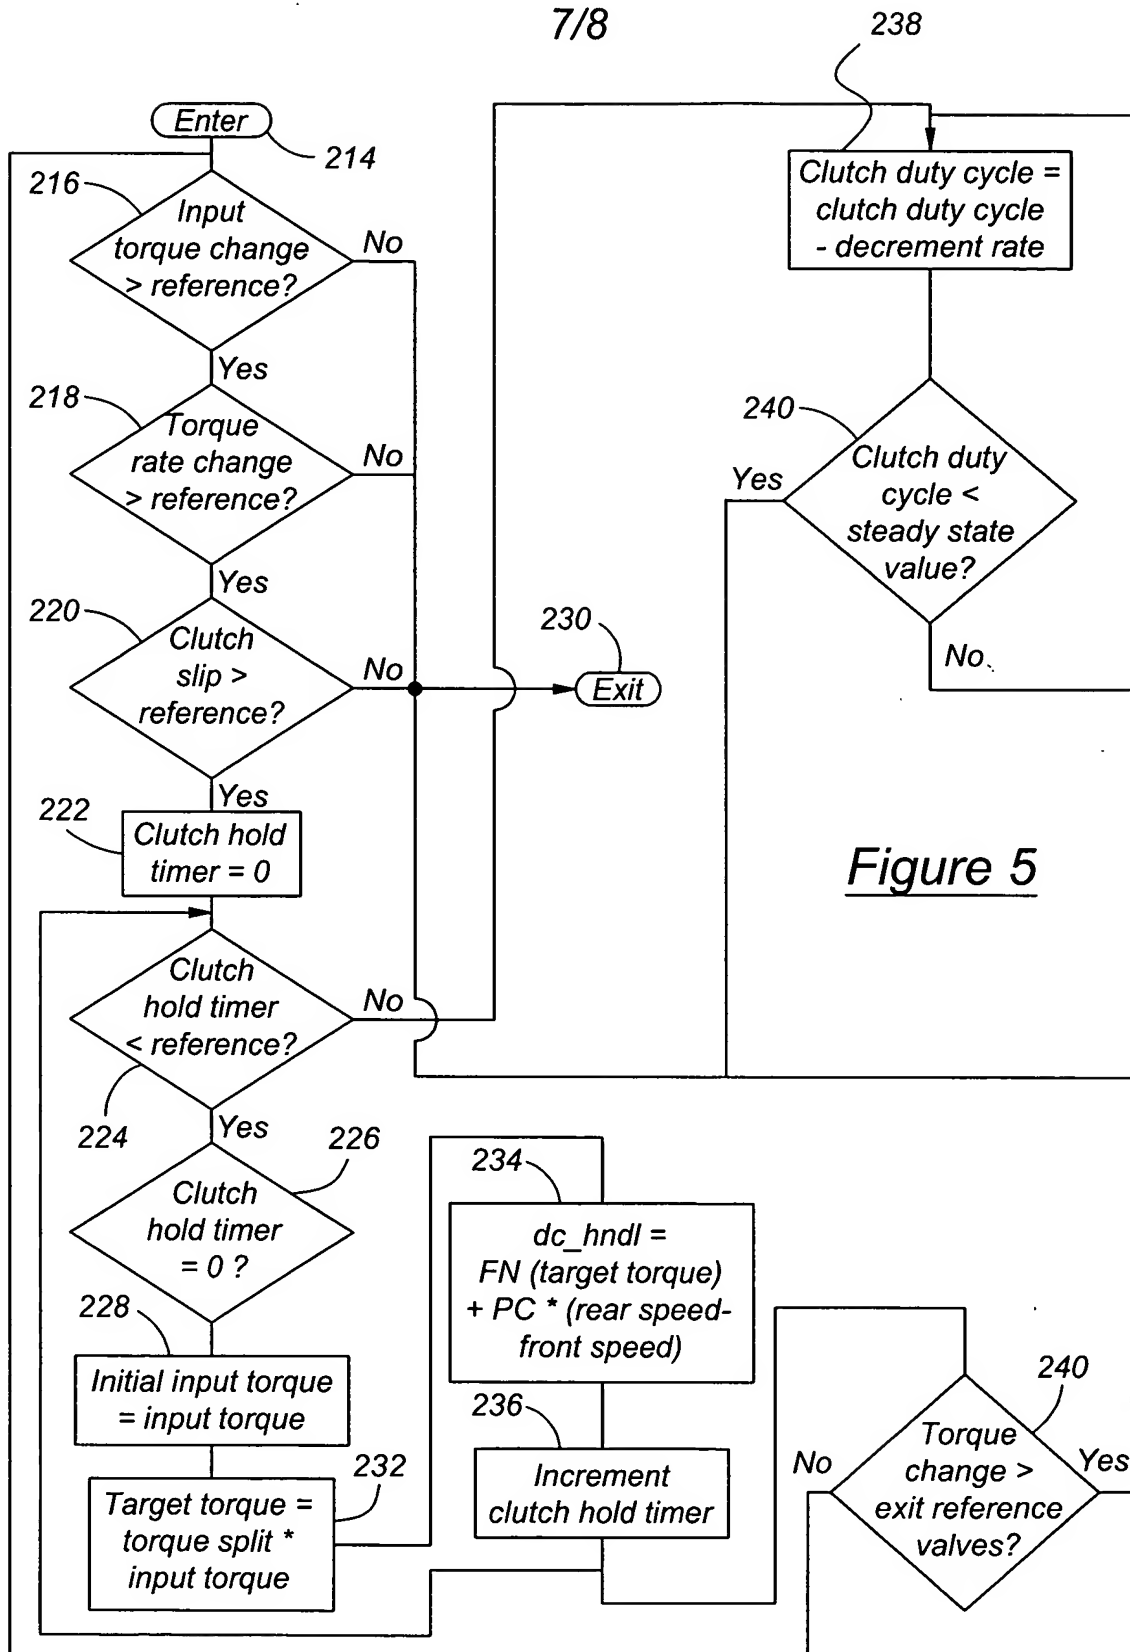 7/8
238
Enter
214
216
Input
torque change
> reference?
No
Yes
218
Torque
rate change
> reference?
No
Yes
220
Clutch
slip >
reference?
No
Yes
230
Exit
222
Clutch hold
timer = 0
Clutch
hold timer
< reference?
No
224
Yes
226
Clutch
hold timer
= 0 ?
228
Initial input torque
= input torque
232
Target torque =
torque split *
input torque
234
dc_hndl =
FN (target torque)
+ PC * (rear speed-
front speed)
236
Increment
clutch hold timer
Clutch duty cycle =
clutch duty cycle
- decrement rate
240
Clutch duty
cycle <
steady state
value?
Yes
No
Figure 5
240
Torque
change >
exit reference
valves?
No
Yes